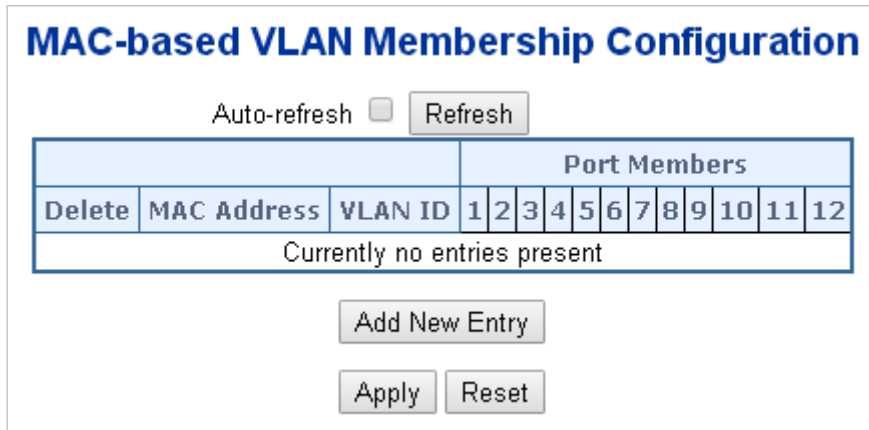 MAC-based VLAN Membership Configuration
Auto-refresh Refresh
Port Members
Delete MAC Address VLAN ID 1 2 3 4 5 6 7 8 9 10 11 12
Currently no entries present
Add New Entry
Apply Reset